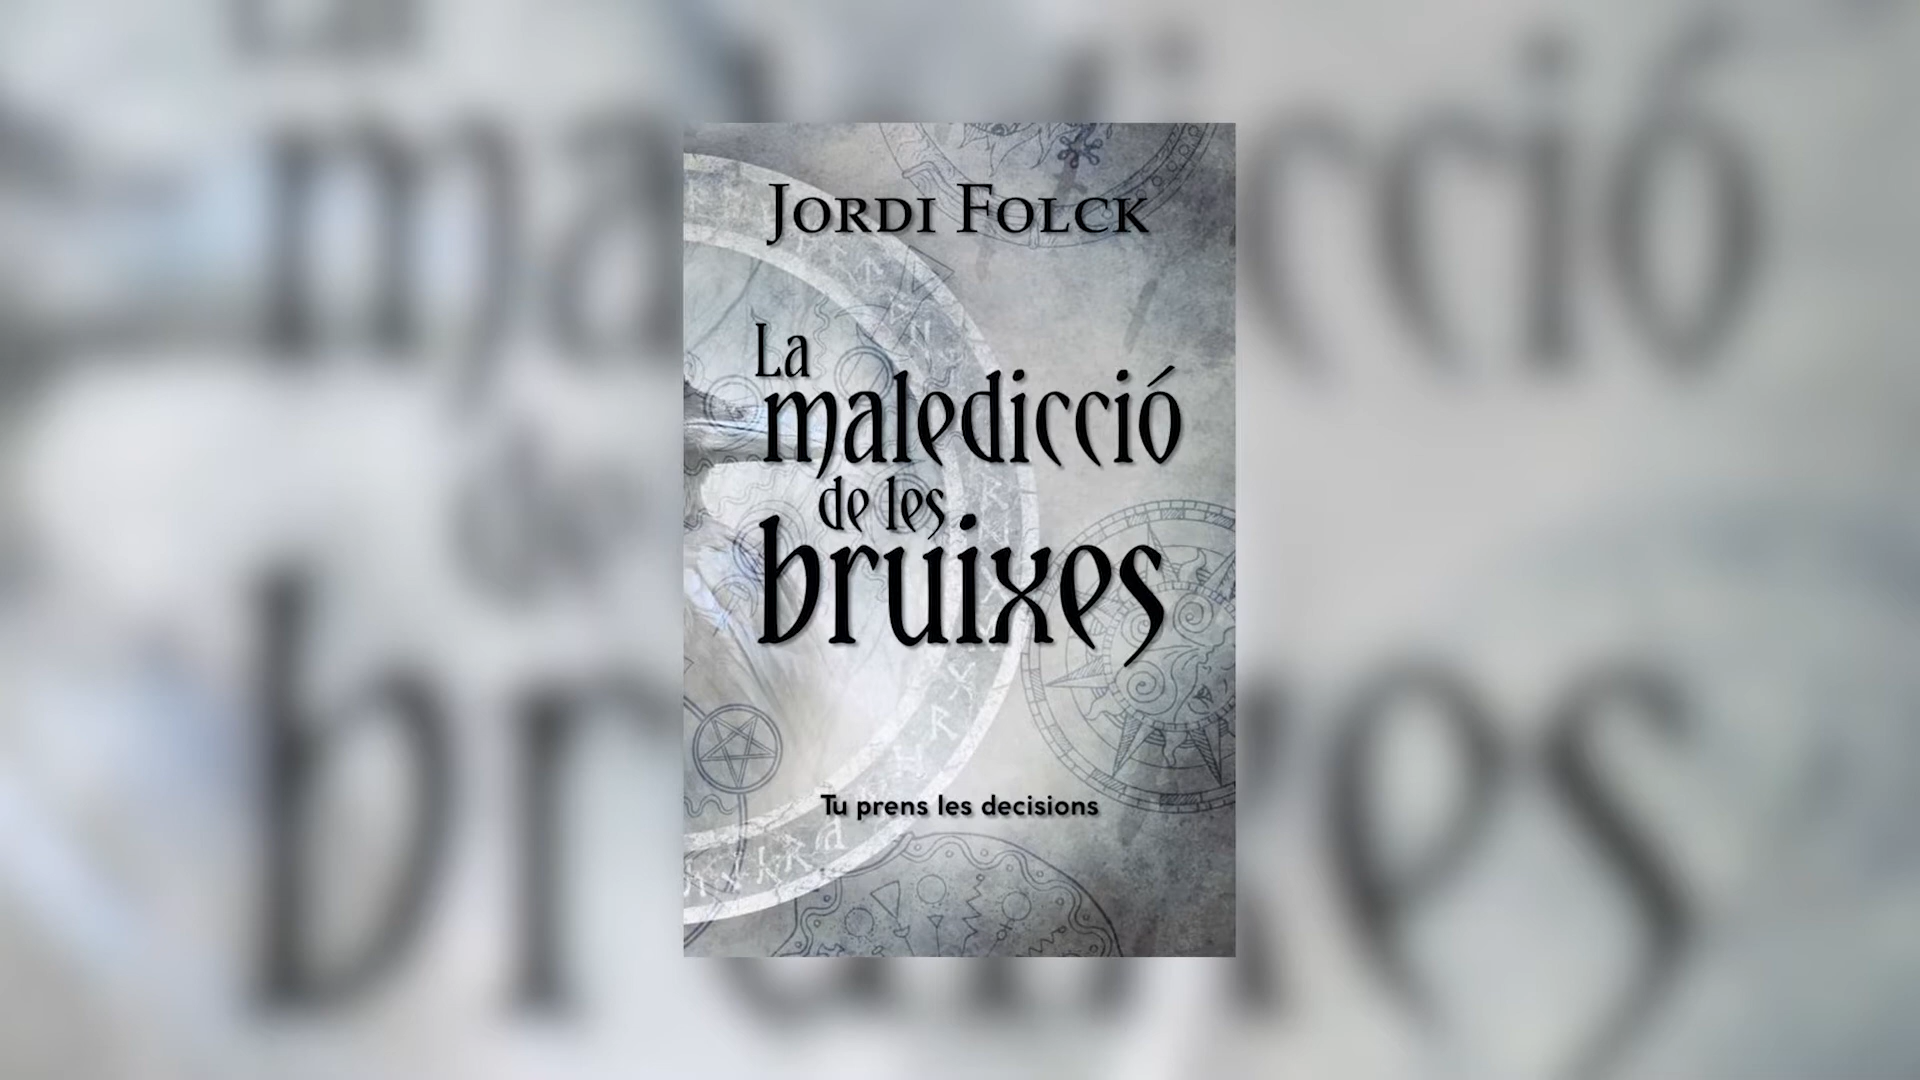 JORDI FOLCK
La
maledicció
de les
bruixes
Tu prens les decisions